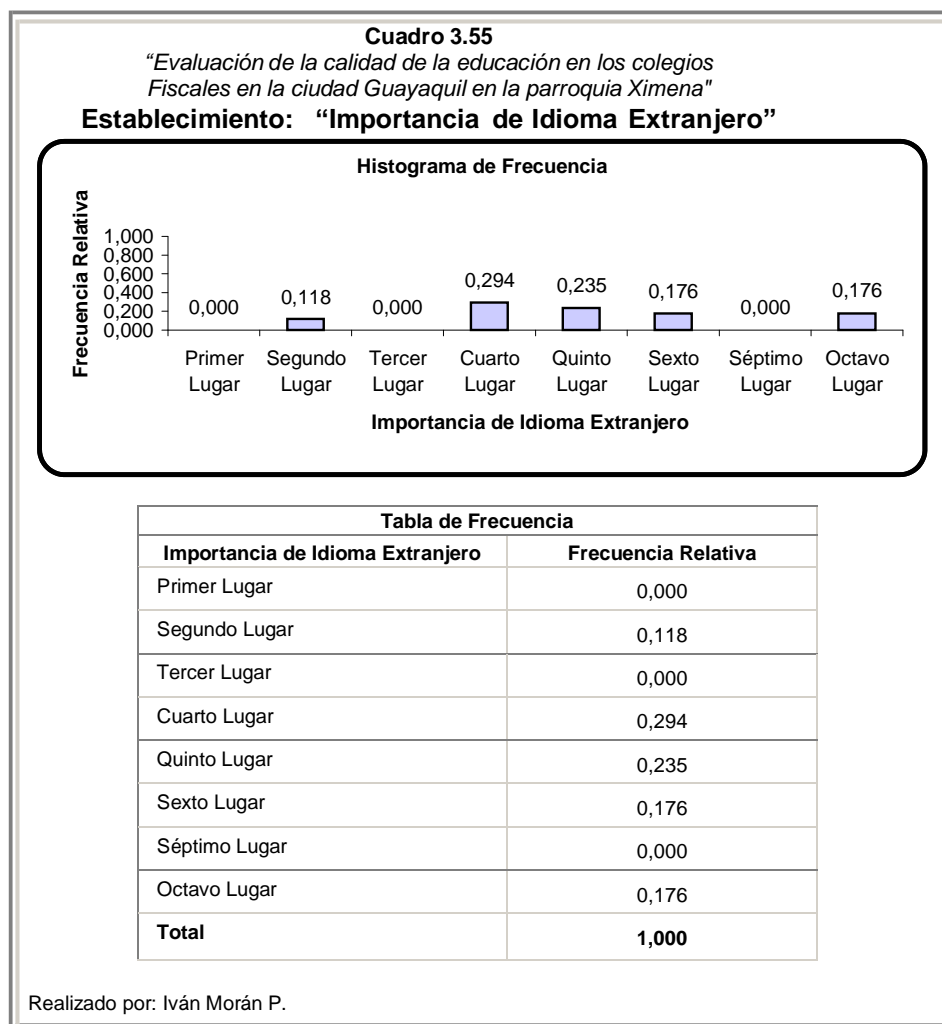 Cuadro 3.55
“Evaluación de la calidad de la educación en los colegios
Fiscales en la ciudad Guayaquil en la parroquia Ximena"
Establecimiento: “Importancia de Idioma Extranjero”
Histograma de Frecuencia
Frecuencia Relativa
1,000
0,800
0,600
0,400
0,200
0,000
0,000 0,118 0,000 0,294 0,235 0,176 0,000 0,176
Primer Segundo Tercer Cuarto Quinto Sexto Séptimo Octavo
Lugar Lugar Lugar Lugar Lugar Lugar Lugar Lugar
Importancia de Idioma Extranjero
Tabla de Frecuencia
Importancia de Idioma Extranjero Frecuencia Relativa
Primer Lugar 0,000
Segundo Lugar 0,118
Tercer Lugar 0,000
Cuarto Lugar 0,294
Quinto Lugar 0,235
Sexto Lugar 0,176
Séptimo Lugar 0,000
Octavo Lugar 0,176
Total 1,000
Realizado por: Iván Morán P.